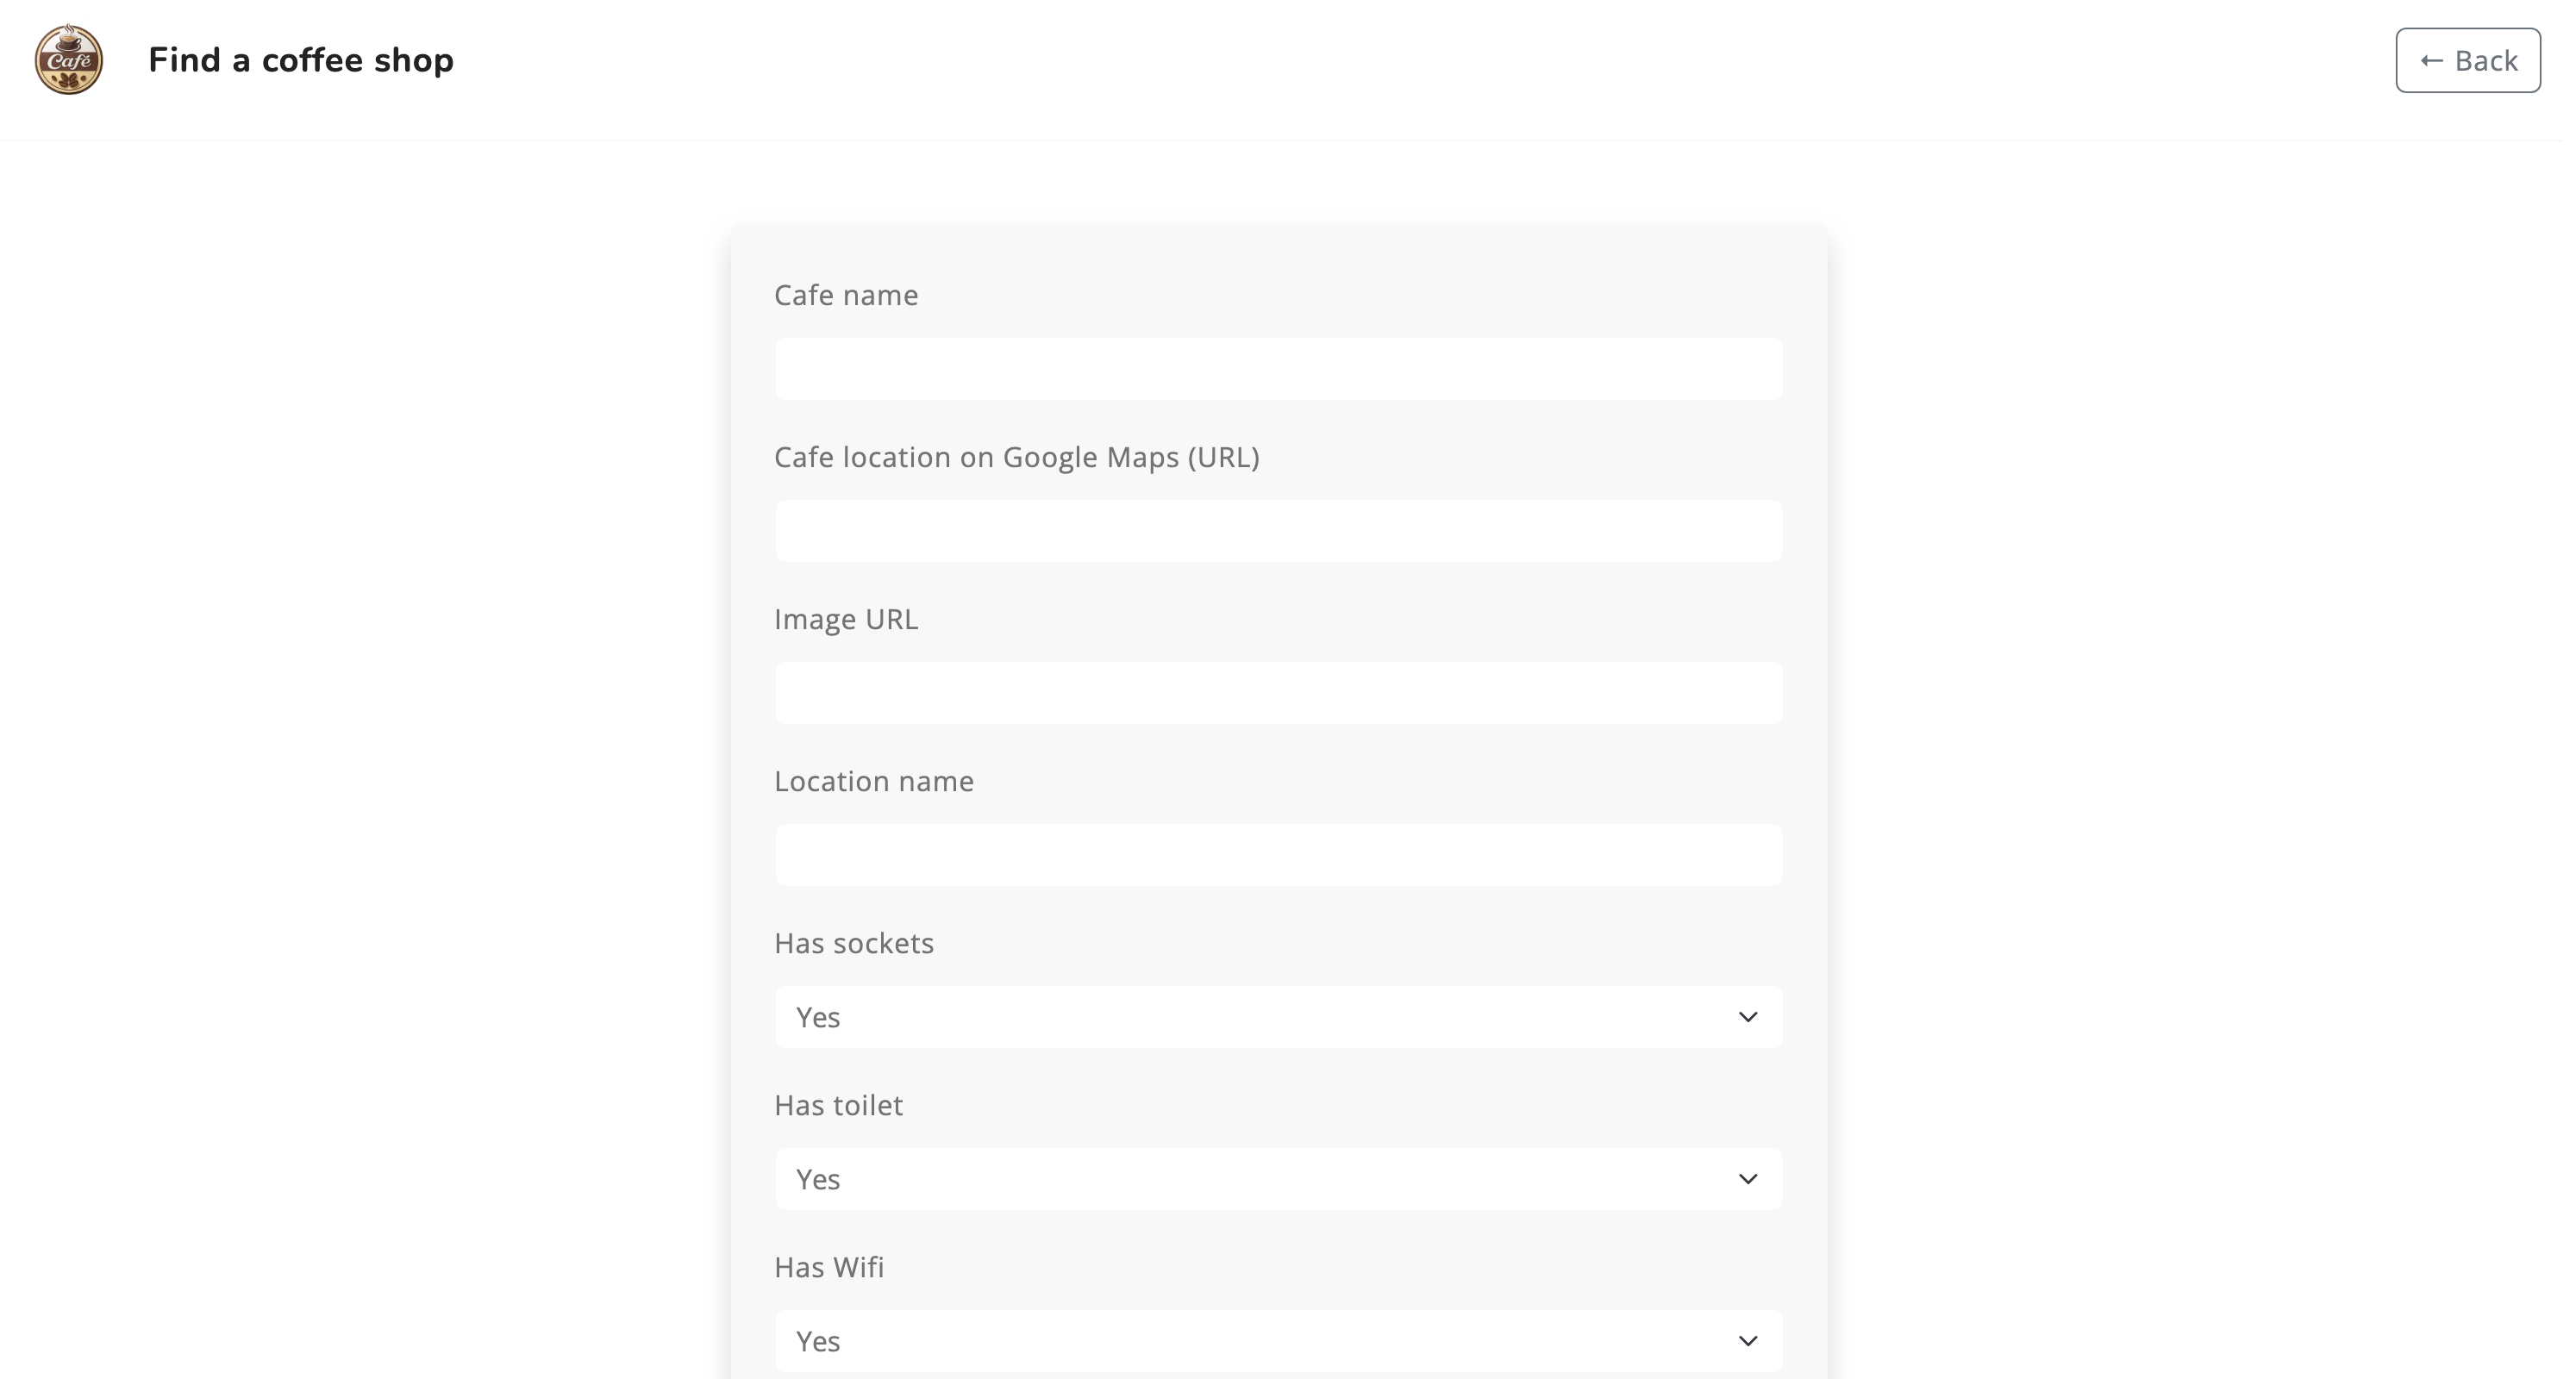 Café
Find a coffee shop
← Back
Cafe name
Cafe location on Google Maps (URL)
Image URL
Location name
Has sockets
Yes
Has toilet
Yes
Has Wifi
Yes